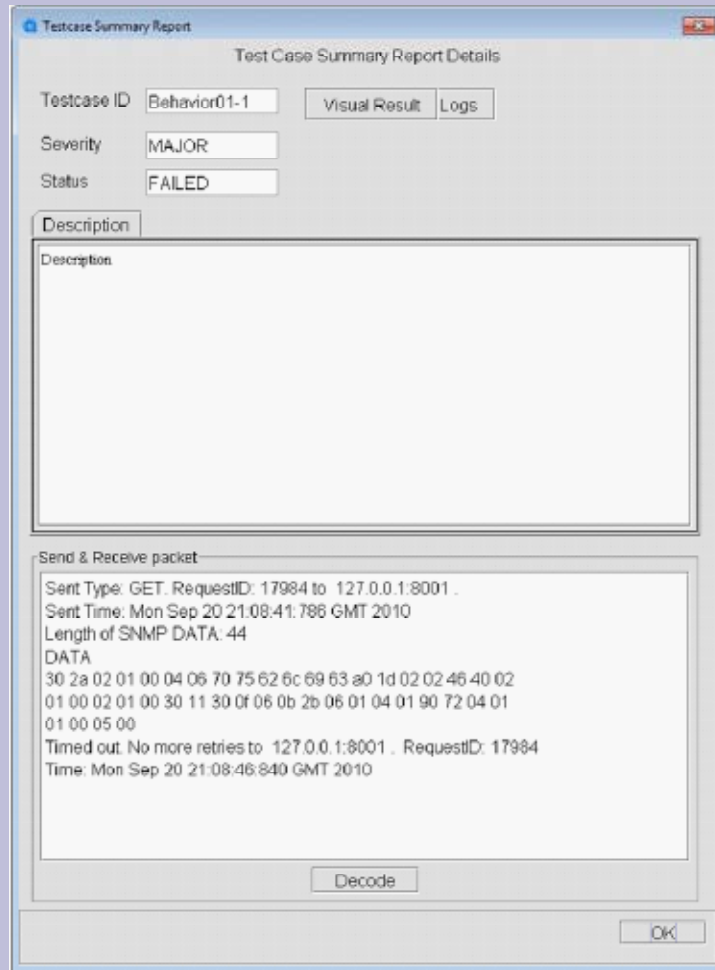 Testcase Summary Report
Test Case Summary Report Details
Testcase ID Behavior01-1 Visual Result Logs
Severity MAJOR
Status FAILED
Description
Description
Send & Receive packet
Sent Type: GET. RequestID: 17984 to 127.0.0.1:8001 .
Sent Time: Mon Sep 20 21:08:41:786 GMT 2010
Length of SNMP DATA: 44
DATA
30 2a 02 01 00 04 06 70 75 62 6c 69 63 a0 1d 02 02 46 40 02
01 00 02 01 00 30 11 30 0f 06 0b 2b 06 01 04 01 90 72 04 01
01 00 05 00
Timed out. No more retries to 127.0.0.1:8001 . RequestID: 17984
Time: Mon Sep 20 21:08:46:840 GMT 2010
Decode
OK